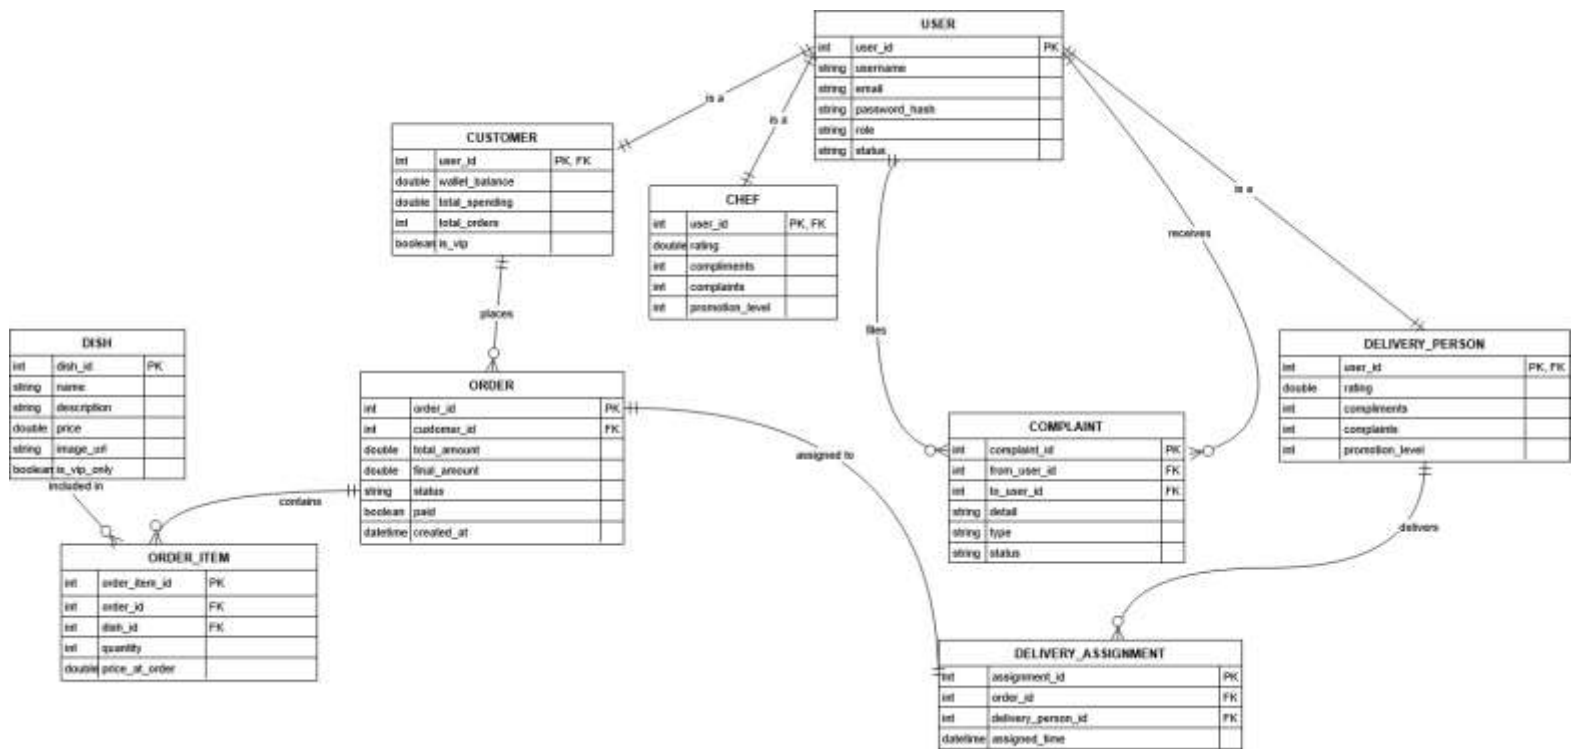 USER
int user_id PK
string username
string email
string password_hash
string role
string status
is a
is a
is a
CUSTOMER
int user_id PK, FK
double wallet_balance
double total_spending
int total_orders
boolean is_vip
CHEF
int user_id PK, FK
double rating
int compliments
int complaints
int promotion_level
receives
places
files
DISH
int dish_id PK
string name
string description
double price
string image_url
boolean is_vip_only
included in
ORDER
int order_id PK
int customer_id FK
double total_amount
double final_amount
string status
boolean paid
datetime created_at
assigned to
contains
DELIVERY_PERSON
int user_id PK, FK
double rating
int compliments
int complaints
int promotion_level
COMPLAINT
int complaint_id PK
int from_user_id FK
int to_user_id FK
string detail
string type
string status
delivers
ORDER_ITEM
int order_item_id PK
int order_id FK
int dish_id FK
int quantity
double price_at_order
DELIVERY_ASSIGNMENT
int assignment_id PK
int order_id FK
int delivery_person_id FK
datetime assigned_time